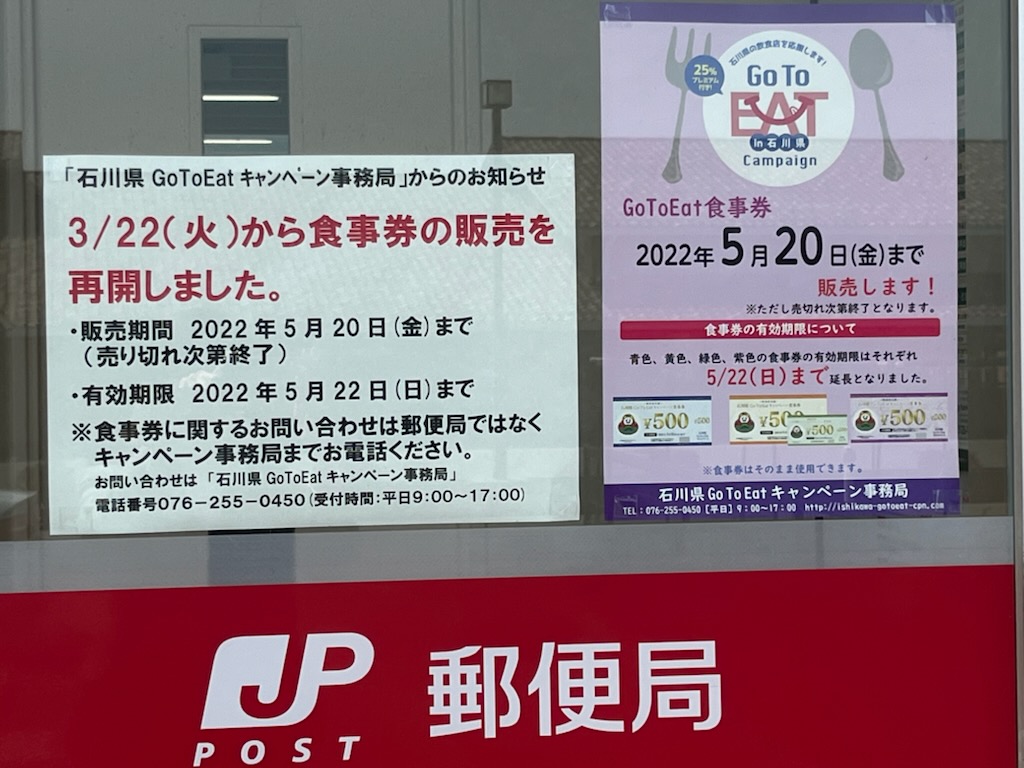 「石川県 GoToEat キャンペーン事務局」からのお知らせ
3/22(火)から食事券の販売を
再開しました。
・販売期間 2022年5月20日(金)まで
(売り切れ次第終了)
・有効期限 2022年5月22日(日)まで
※食事券に関するお問い合わせは郵便局ではなく
キャンペーン事務局までお電話ください。
お問い合わせは 「石川県GoToEatキャンペーン事務局」
電話番号076-255-0450(受付時間:平日9:00~17:00)
石川県の飲食店を応援します!
25%
プレミアム
付き!
Go To
EAT
In 石川県
Campaign
GoToEat食事券
2022年5月20日(金)まで
販売します!
※ただし売切れ次第終了となります。
食事券の有効期限について
青色、黄色、緑色、紫色の食事券の有効期限はそれぞれ
5/22(日)まで延長となりました。
¥500
¥500
¥500
¥500
※食事券はそのまま使用できます。
石川県 Go To Eat キャンペーン事務局
TEL:076-255-0450 [平日] 9:00~17:00 http://ishikawa-gotoeat-cpn.com/
JP
POST
郵便局